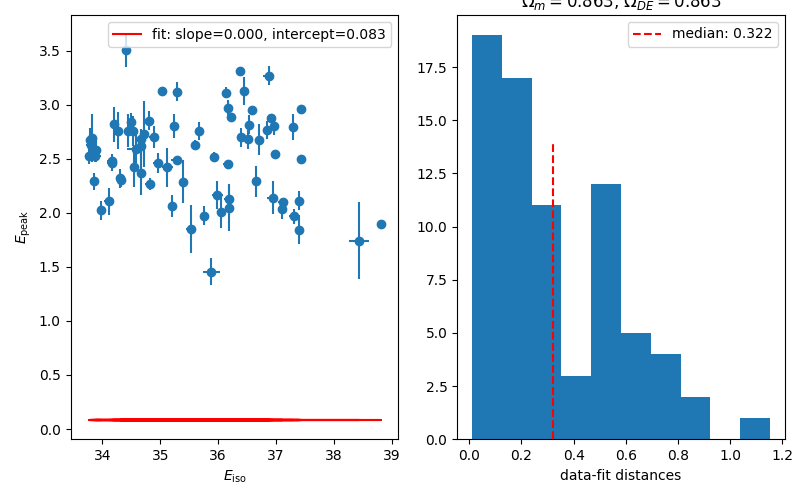 fit: slope=0.000, intercept=0.083
3.5
3.0
2.5
2.0
1.5
1.0
0.5
0.0
E_peak
34 35 36 37 38 39
E_iso
Ω_m = 0.863, Ω_DE = 0.863
median: 0.322
17.5
15.0
12.5
10.0
7.5
5.0
2.5
0.0
0.0 0.2 0.4 0.6 0.8 1.0 1.2
data-fit distances